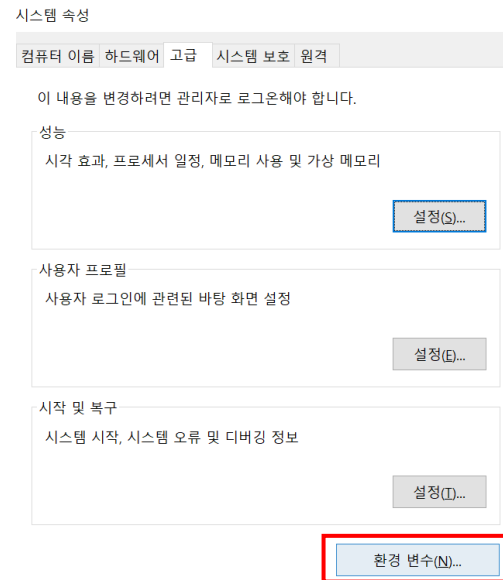 시스템 속성
컴퓨터 이름 하드웨어 고급 시스템 보호 원격
이 내용을 변경하려면 관리자로 로그온해야 합니다.
성능
시각 효과, 프로세서 일정, 메모리 사용 및 가상 메모리
설정(S)...
사용자 프로필
사용자 로그인에 관련된 바탕 화면 설정
설정(E)...
시작 및 복구
시스템 시작, 시스템 오류 및 디버깅 정보
설정(T)...
환경 변수(N)...